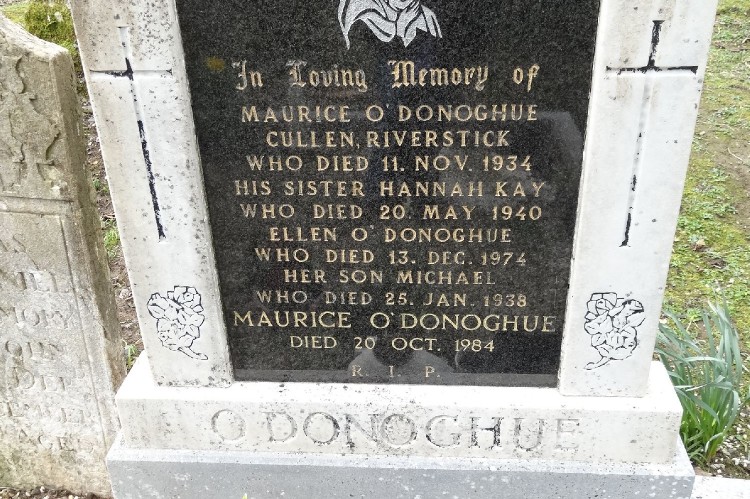 In Loving Memory of
MAURICE O'DONOGHUE
CULLEN, RIVERSTICK
WHO DIED 11. NOV. 1934
HIS SISTER HANNAH KAY
WHO DIED 20. MAY 1940
ELLEN O'DONOGHUE
WHO DIED 13. DEC. 1974
HER SON MICHAEL
WHO DIED 25. JAN. 1938
MAURICE O'DONOGHUE
DIED 20 OCT. 1984
R. I. P.
O'DONOGHUE